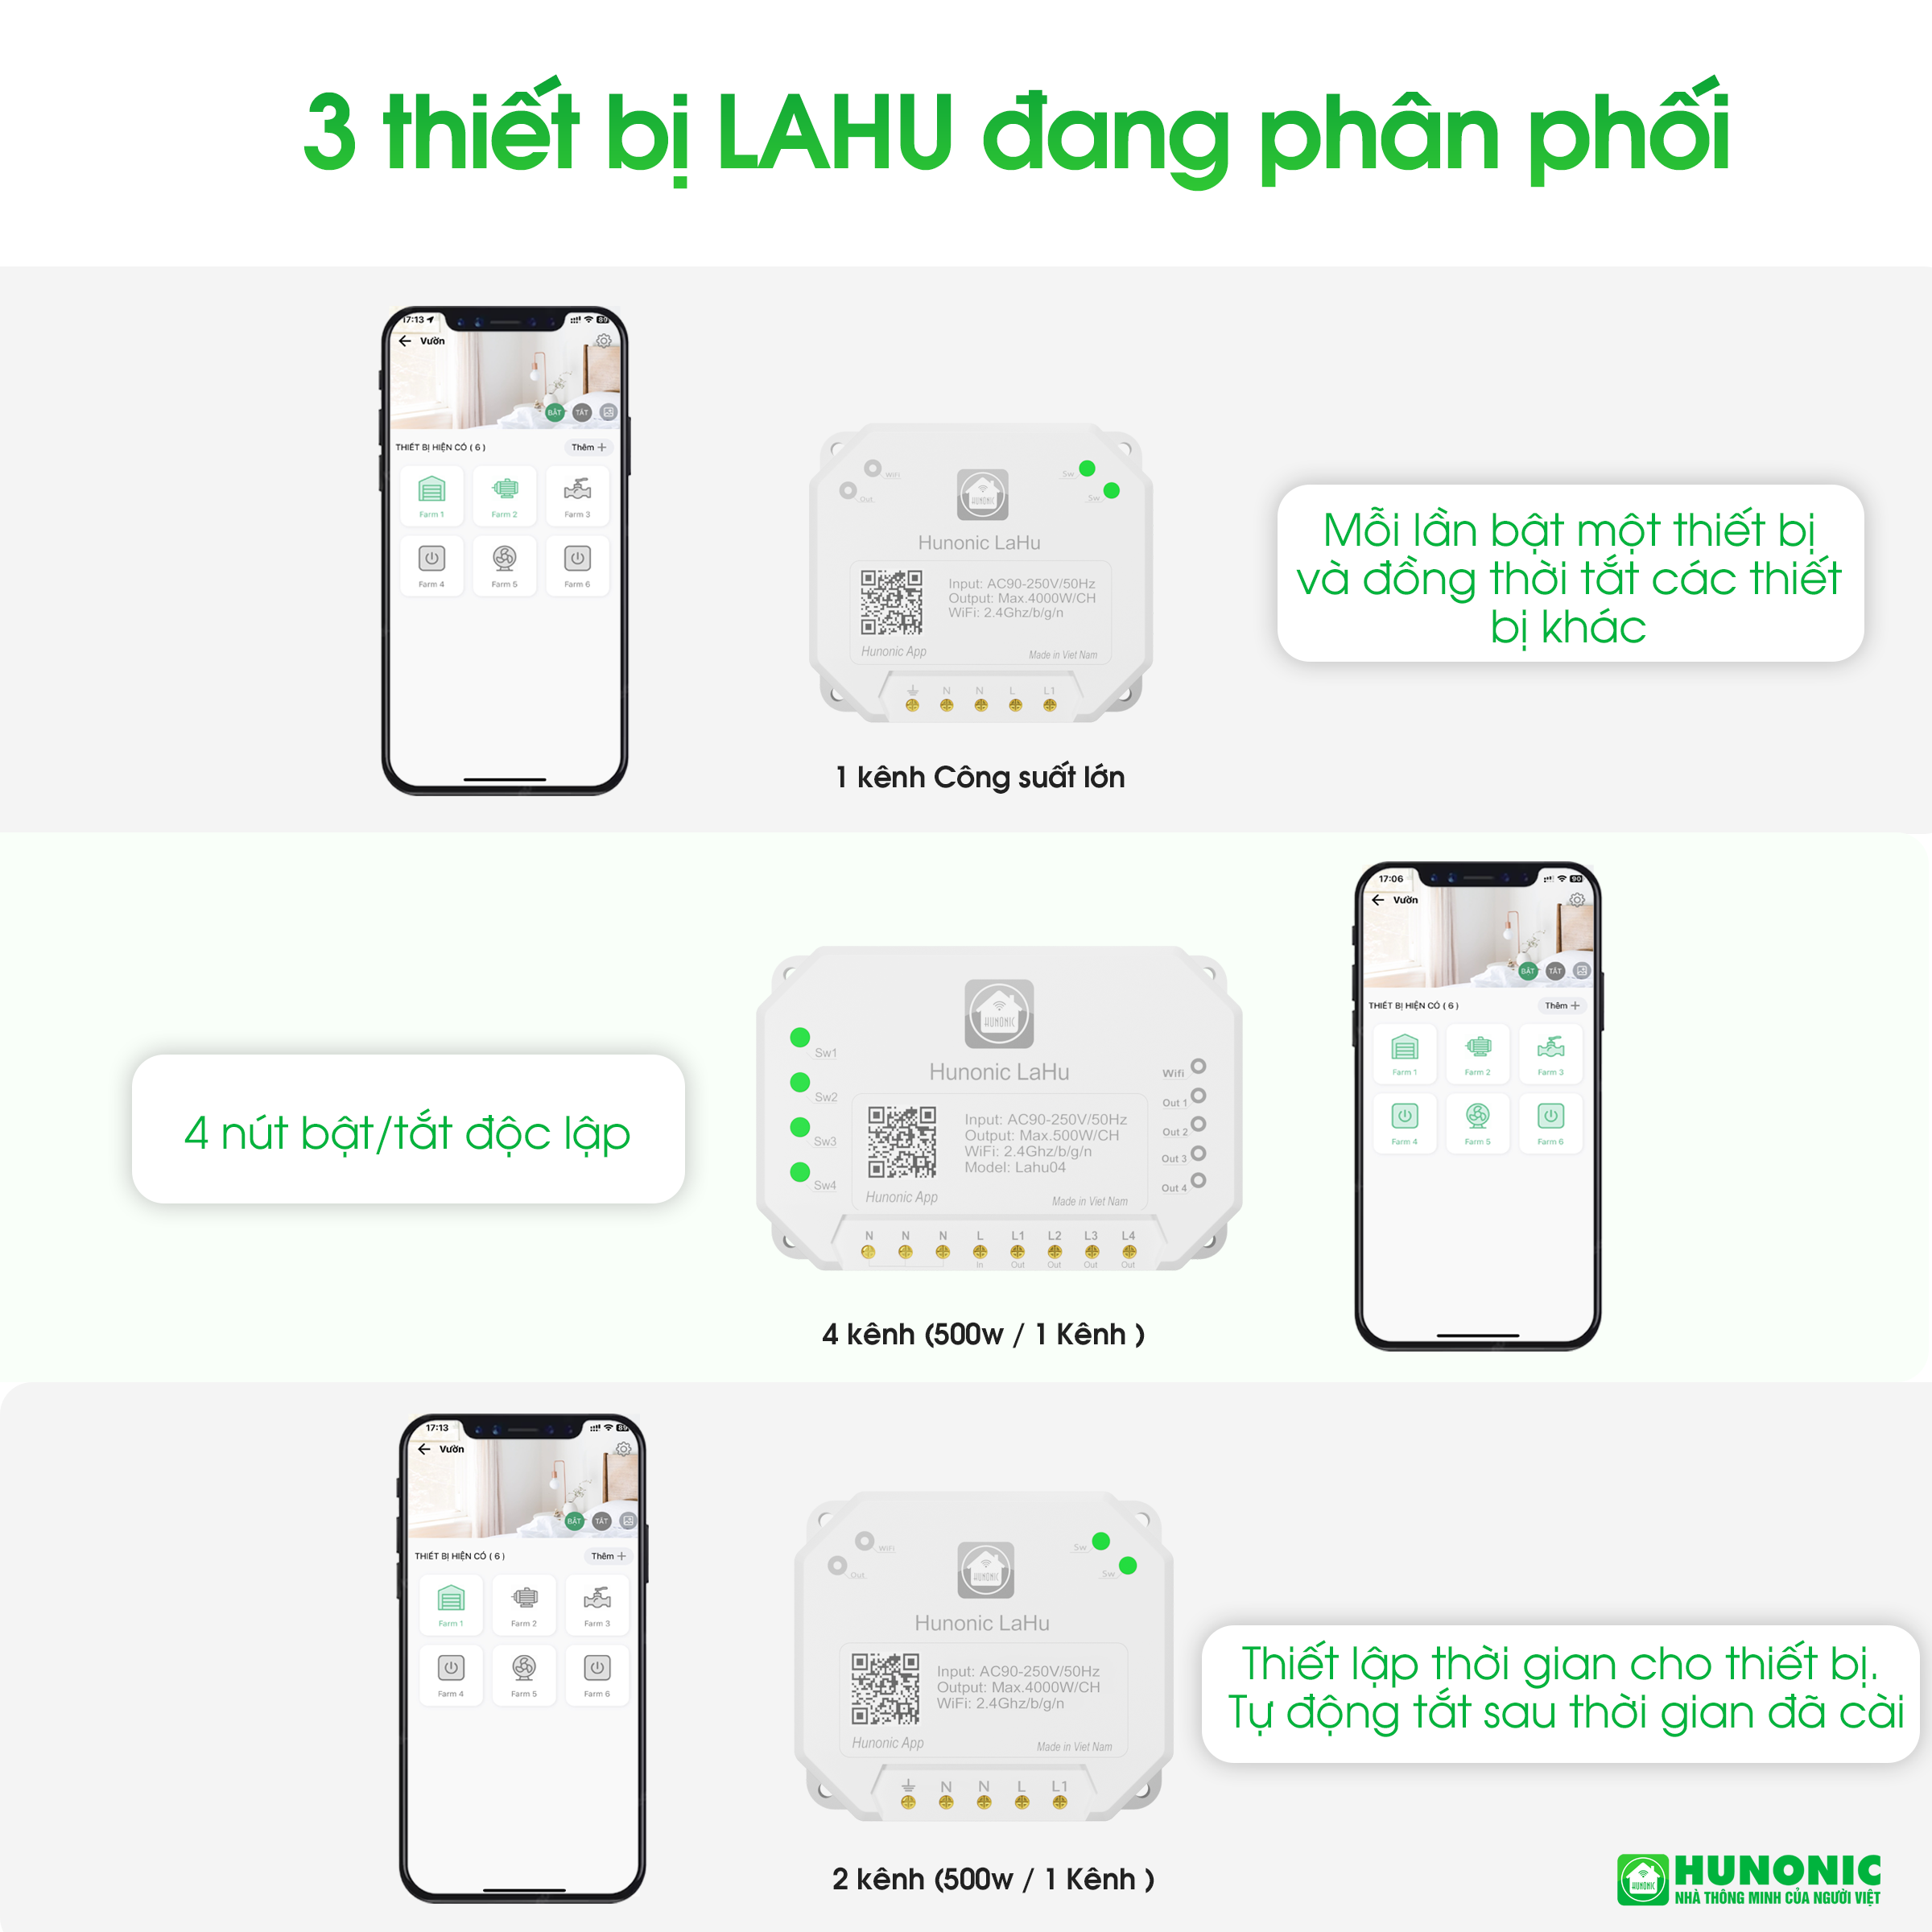 3 thiết bị LAHU đang phân phối
17:13
89
Vườn
BẬT
TẮT
THIẾT BỊ HIỆN CÓ ( 6 )
Thêm +
Farm 1
Farm 2
Farm 3
Farm 4
Farm 5
Farm 6
WiFi
Out
Sw
Sw
HUNONIC
Hunonic LaHu
Input: AC90-250V/50Hz
Output: Max.4000W/CH
WiFi: 2.4Ghz/b/g/n
Hunonic App
Made in Viet Nam
N N L L1
1 kênh Công suất lớn
Mỗi lần bật một thiết bị
và đồng thời tắt các thiết
bị khác
4 nút bật/tắt độc lập
HUNONIC
Hunonic LaHu
Sw1
Sw2
Sw3
Sw4
Wifi
Out 1
Out 2
Out 3
Out 4
Input: AC90-250V/50Hz
Output: Max.500W/CH
WiFi: 2.4Ghz/b/g/n
Model: Lahu04
Hunonic App
Made in Viet Nam
N N N L L1 L2 L3 L4
In Out Out Out Out
4 kênh (500w / 1 Kênh )
17:06
90
Vườn
BẬT
TẮT
THIẾT BỊ HIỆN CÓ ( 6 )
Thêm +
Farm 1
Farm 2
Farm 3
Farm 4
Farm 5
Farm 6
17:13
89
Vườn
BẬT
TẮT
THIẾT BỊ HIỆN CÓ ( 6 )
Thêm +
Farm 1
Farm 2
Farm 3
Farm 4
Farm 5
Farm 6
WiFi
Out
Sw
Sw
HUNONIC
Hunonic LaHu
Input: AC90-250V/50Hz
Output: Max.4000W/CH
WiFi: 2.4Ghz/b/g/n
Hunonic App
Made in Viet Nam
N N L L1
2 kênh (500w / 1 Kênh )
Thiết lập thời gian cho thiết bị.
Tự động tắt sau thời gian đã cài
HUNONIC
HUNONIC
NHÀ THÔNG MINH CỦA NGƯỜI VIỆT